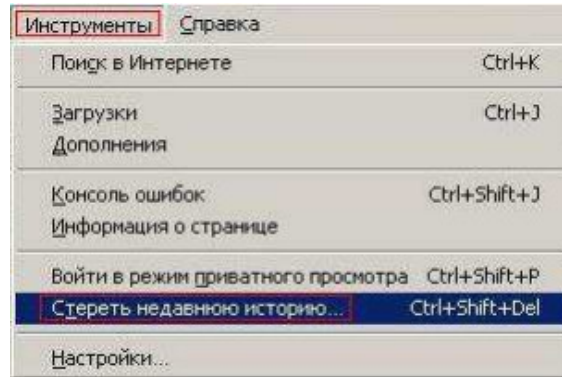 Инструменты Справка
Поиск в Интернете Ctrl+K
Загрузки Ctrl+J
Дополнения
Консоль ошибок Ctrl+Shift+J
Информация о странице
Войти в режим приватного просмотра Ctrl+Shift+P
Стереть недавнюю историю... Ctrl+Shift+Del
Настройки...